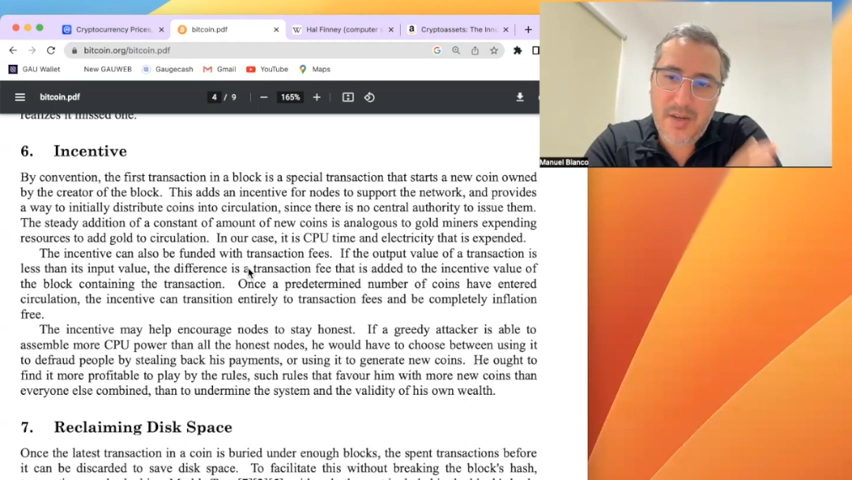 Cryptocurrency Prices,
bitcoin.pdf
Hal Finney (computer s
Cryptoassets: The Inno
bitcoin.org/bitcoin.pdf
GAU Wallet
New GAUWEB
Gaugecash
Gmail
YouTube
Maps
bitcoin.pdf
4 / 9
165%
realizes it missed one.
6. Incentive
By convention, the first transaction in a block is a special transaction that starts a new coin owned
by the creator of the block. This adds an incentive for nodes to support the network, and provides
a way to initially distribute coins into circulation, since there is no central authority to issue them.
The steady addition of a constant of amount of new coins is analogous to gold miners expending
resources to add gold to circulation. In our case, it is CPU time and electricity that is expended.
The incentive can also be funded with transaction fees. If the output value of a transaction is
less than its input value, the difference is a transaction fee that is added to the incentive value of
the block containing the transaction. Once a predetermined number of coins have entered
circulation, the incentive can transition entirely to transaction fees and be completely inflation
free.
The incentive may help encourage nodes to stay honest. If a greedy attacker is able to
assemble more CPU power than all the honest nodes, he would have to choose between using it
to defraud people by stealing back his payments, or using it to generate new coins. He ought to
find it more profitable to play by the rules, such rules that favour him with more new coins than
everyone else combined, than to undermine the system and the validity of his own wealth.
7. Reclaiming Disk Space
Once the latest transaction in a coin is buried under enough blocks, the spent transactions before
it can be discarded to save disk space. To facilitate this without breaking the block's hash,
Manuel Blanco